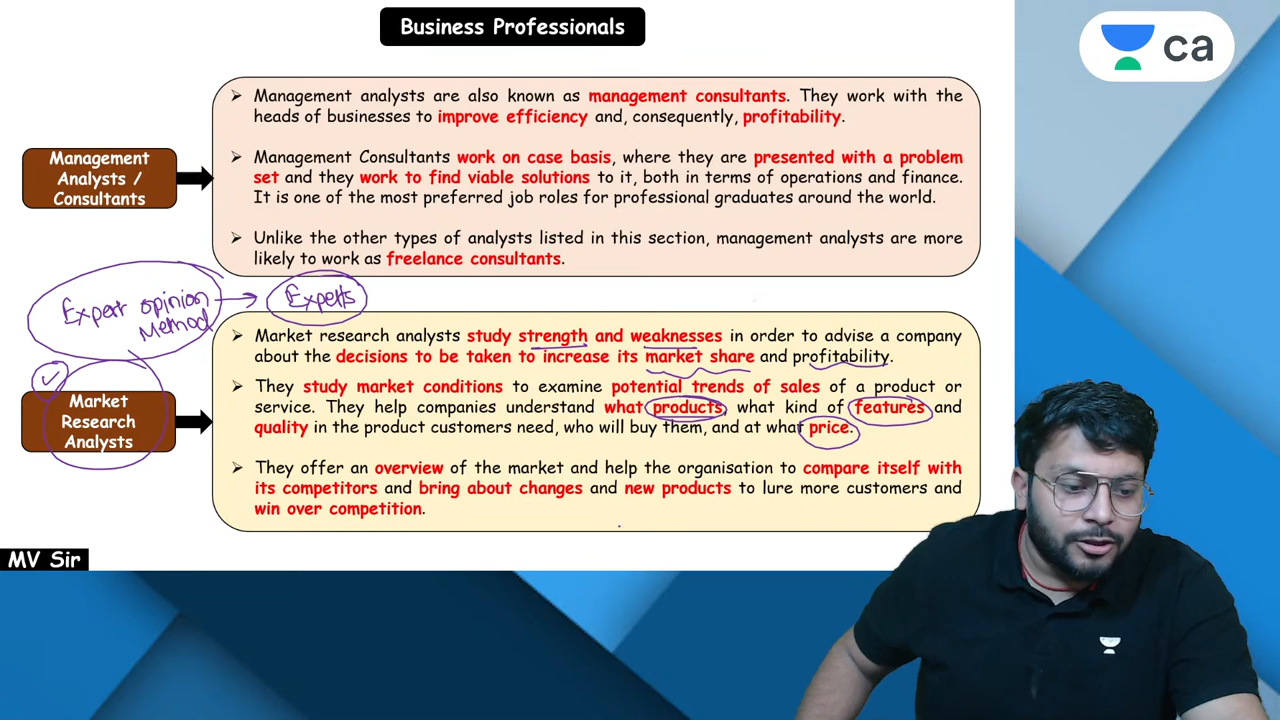 Business Professionals
ca
Management
Analysts /
Consultants
➢ Management analysts are also known as management consultants. They work with the
heads of businesses to improve efficiency and, consequently, profitability.
➢ Management Consultants work on case basis, where they are presented with a problem
set and they work to find viable solutions to it, both in terms of operations and finance.
It is one of the most preferred job roles for professional graduates around the world.
➢ Unlike the other types of analysts listed in this section, management analysts are more
likely to work as freelance consultants.
Expert opinion
Method
Experts
Market
Research
Analysts
➢ Market research analysts study strength and weaknesses in order to advise a company
about the decisions to be taken to increase its market share and profitability.
➢ They study market conditions to examine potential trends of sales of a product or
service. They help companies understand what products, what kind of features and
quality in the product customers need, who will buy them, and at what price.
➢ They offer an overview of the market and help the organisation to compare itself with
its competitors and bring about changes and new products to lure more customers and
win over competition.
MV Sir